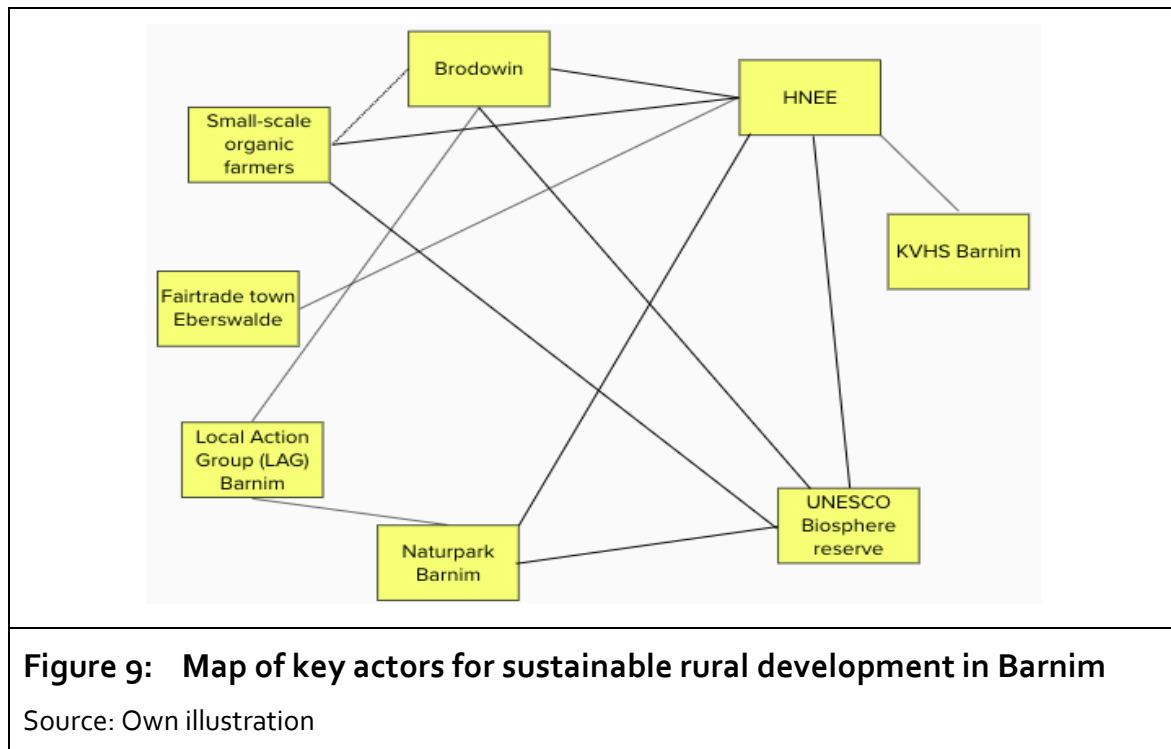 Brodowin
HNEE
Small-scale
organic
farmers
KVHS Barnim
Fairtrade town
Eberswalde
Local Action
Group (LAG)
Barnim
UNESCO
Biosphere
reserve
Naturpark
Barnim
Figure 9: Map of key actors for sustainable rural development in Barnim
Source: Own illustration